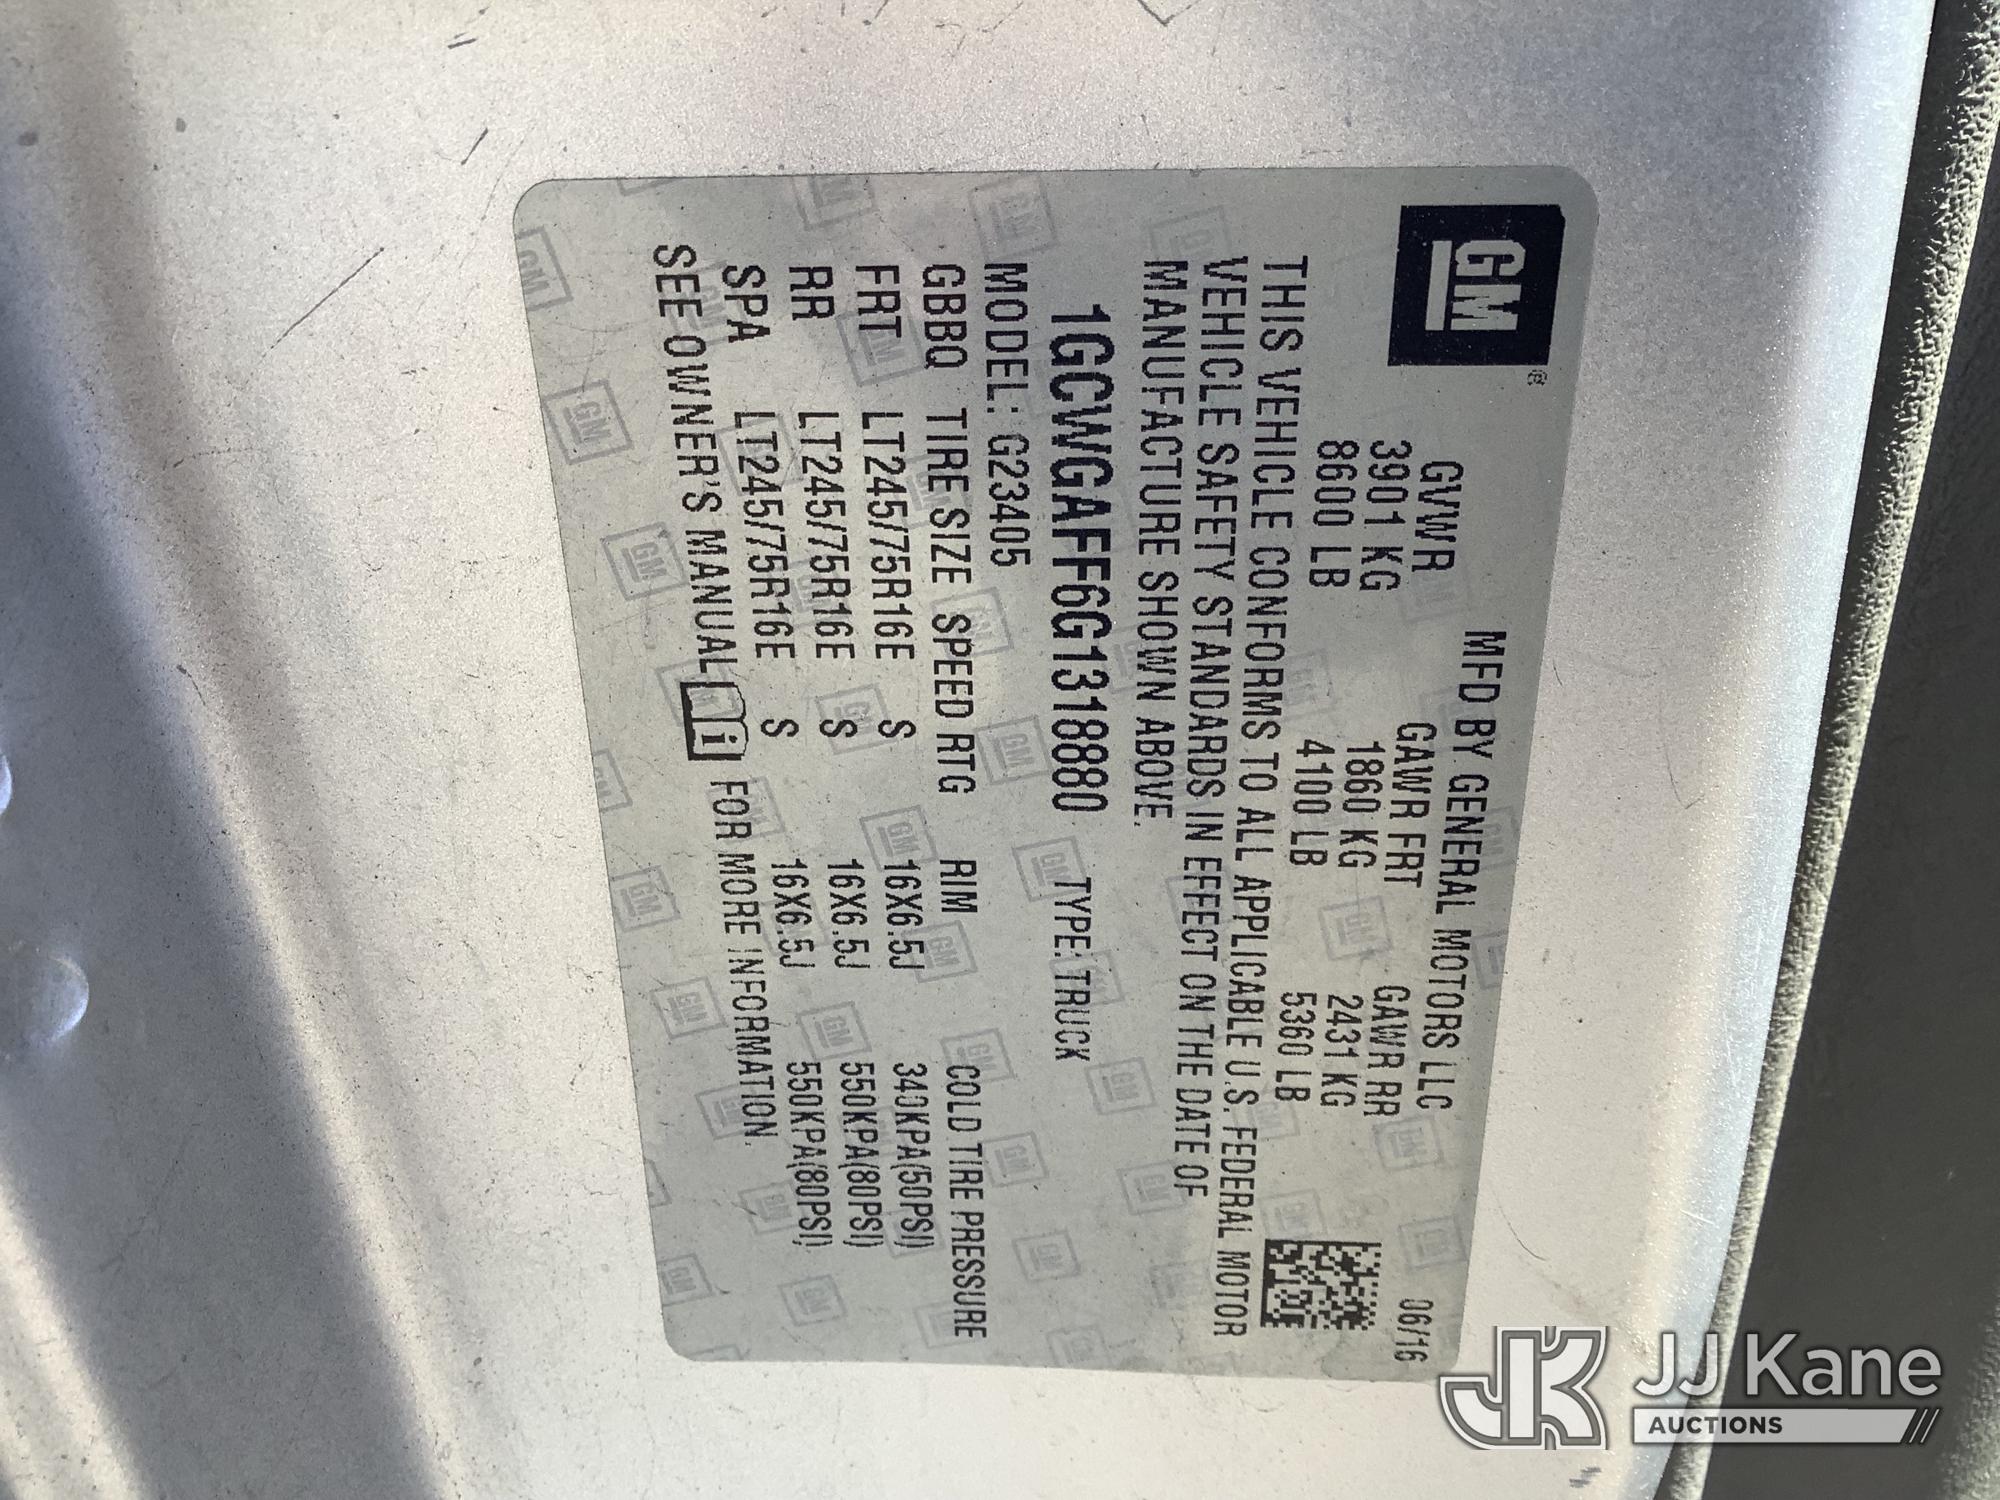 GM®
MFD BY GENERAL MOTORS LLC 06/16
GVWR GAWR FRT GAWR RR
3901 KG 1860 KG 2431 KG
8600 LB 4100 LB 5360 LB
THIS VEHICLE CONFORMS TO ALL APPLICABLE U.S. FEDERAL MOTOR
VEHICLE SAFETY STANDARDS IN EFFECT ON THE DATE OF
MANUFACTURE SHOWN ABOVE.
1GCWGAFF6G1318880 TYPE: TRUCK
MODEL: G23405
GBBQ TIRE SIZE SPEED RTG RIM COLD TIRE PRESSURE
FRT LT245/75R16E S 16X6.5J 340KPA(50PSI)
RR LT245/75R16E S 16X6.5J 550KPA(80PSI)
SPA LT245/75R16E S 16X6.5J 550KPA(80PSI)
SEE OWNER'S MANUAL i FOR MORE INFORMATION.
JK JJ Kane
AUCTIONS